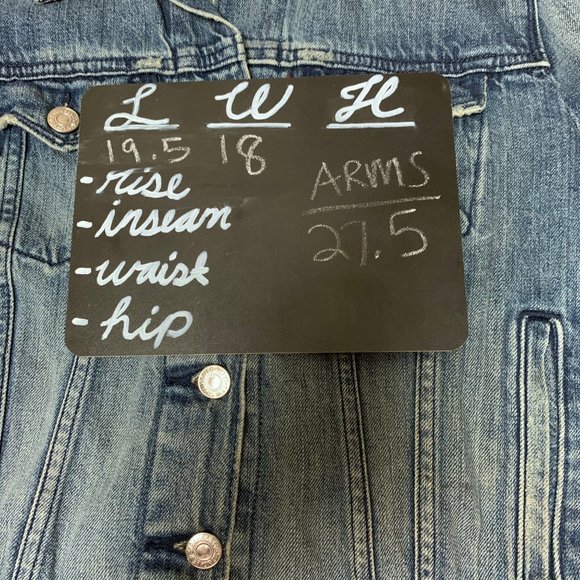 L W H
19.5 18
-rise
ARMS
-inseam
27.5
-waist
-hip